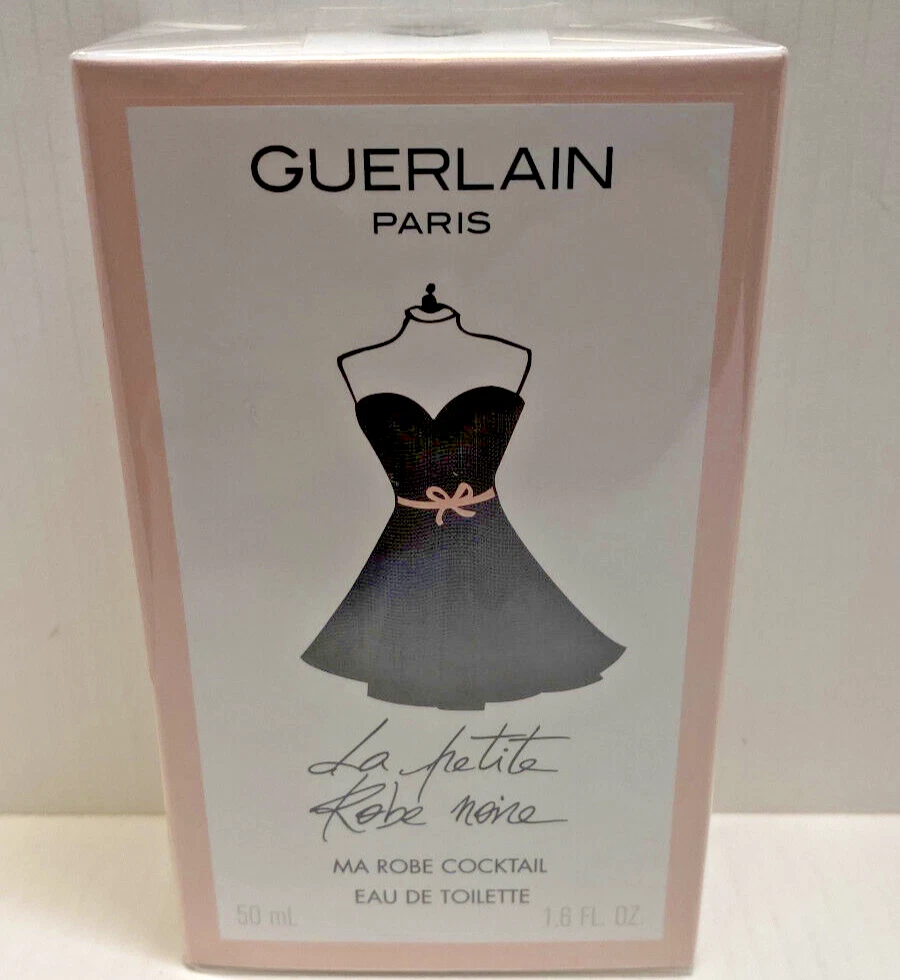 GUERLAIN
PARIS
La petite
Robe noire
MA ROBE COCKTAIL
EAU DE TOILETTE
50 mL 1.6 FL. OZ.